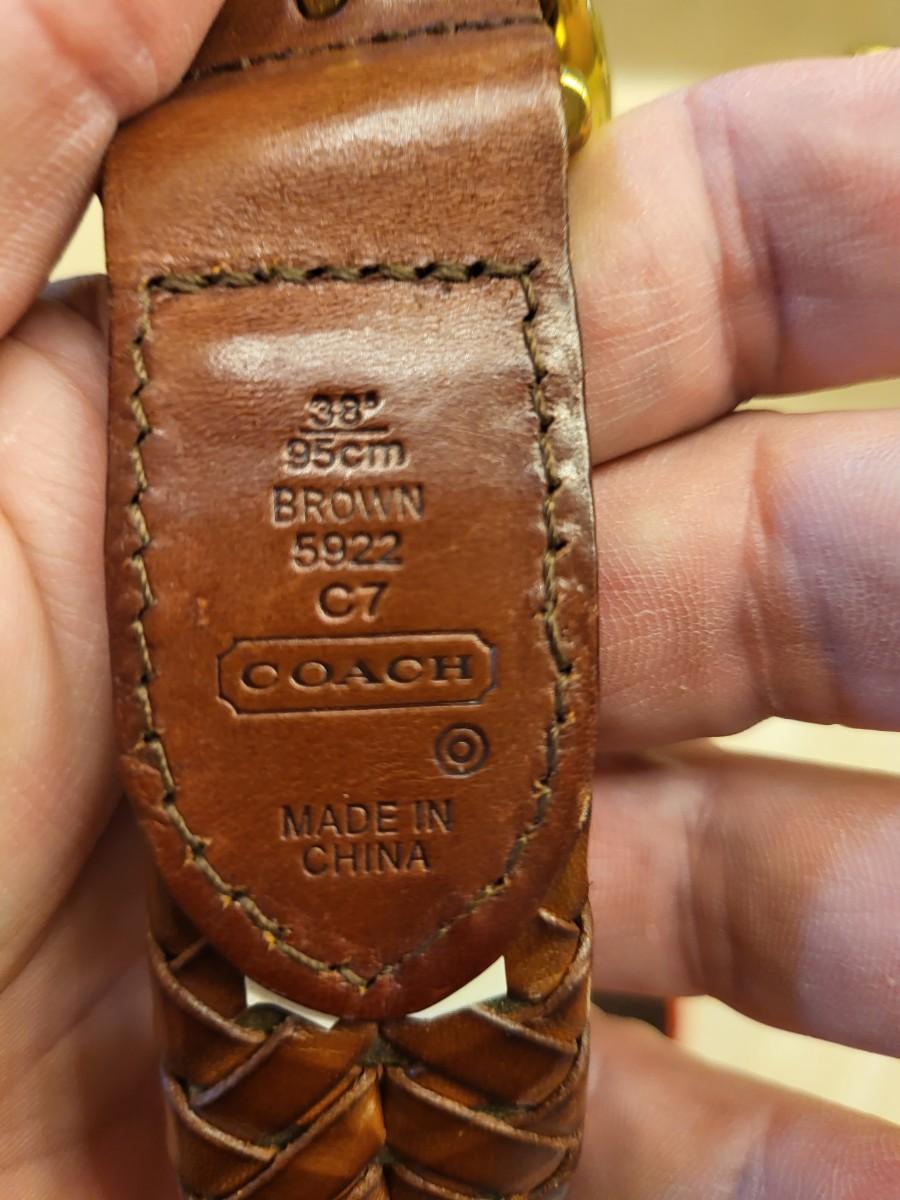 38"
95cm
BROWN
5922
C7
COACH
MADE IN
CHINA